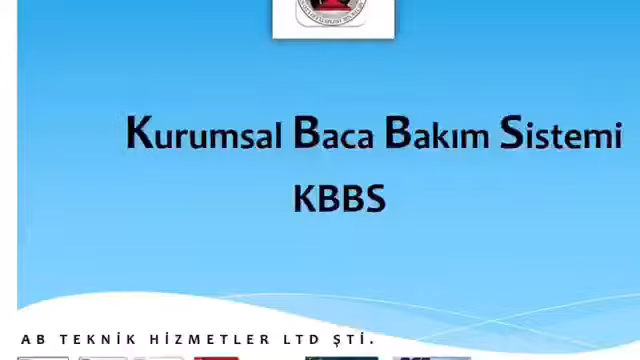 Kurumsal Baca Bakım Sistemi
KBBS
AB TEKNİK HİZMETLER LTD ŞTİ.